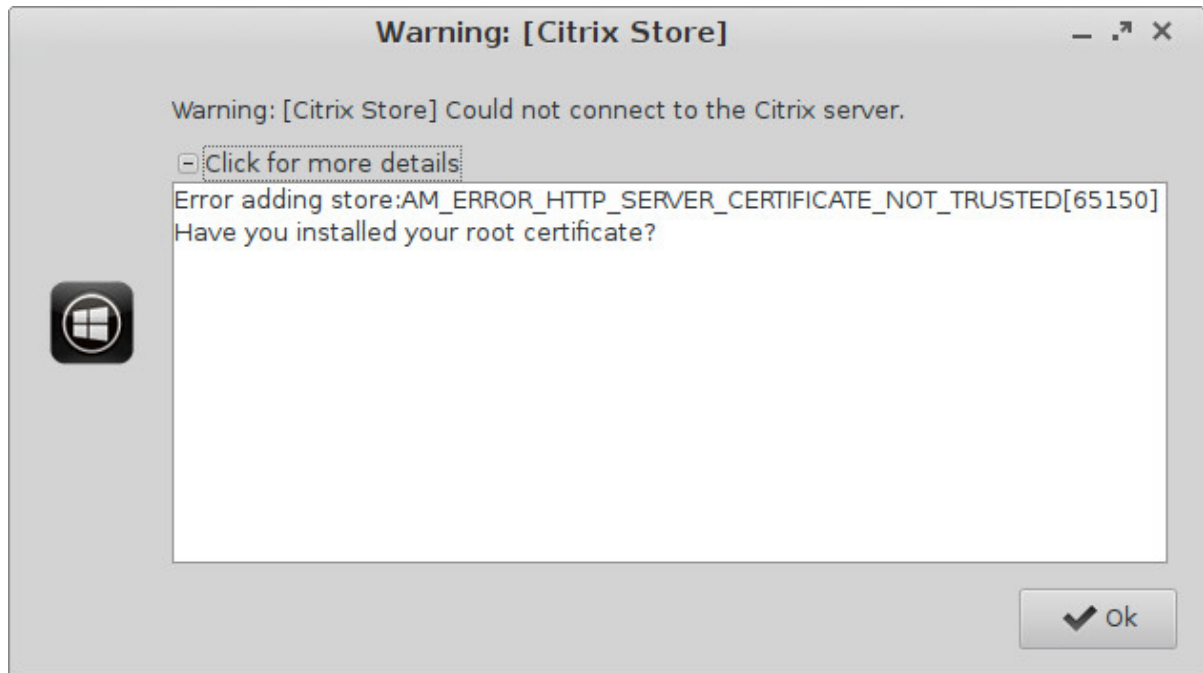 Warning: [Citrix Store]
Warning: [Citrix Store] Could not connect to the Citrix server.
Click for more details
Error adding store:AM_ERROR_HTTP_SERVER_CERTIFICATE_NOT_TRUSTED[65150]
Have you installed your root certificate?
Ok